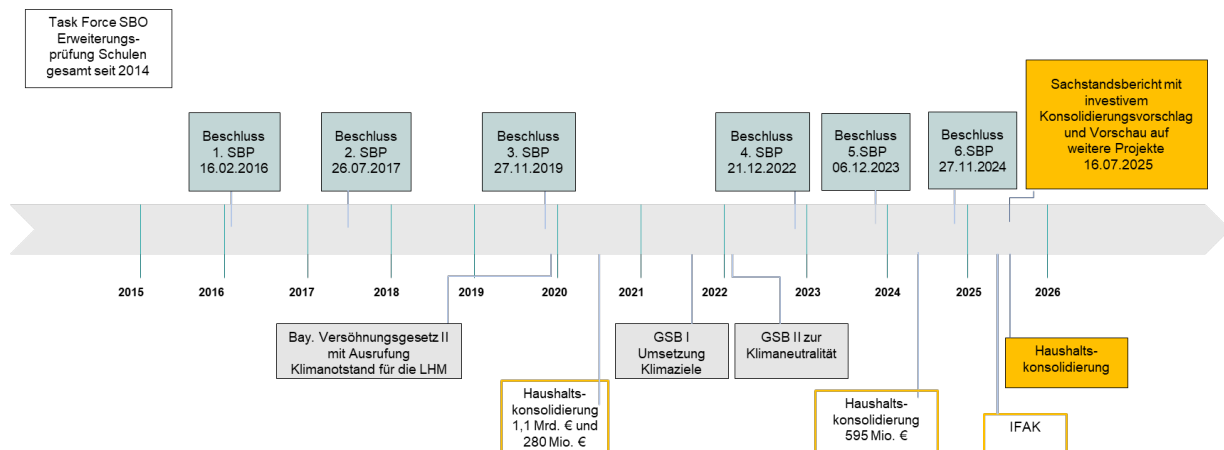 Task Force SBO
Erweiterungs-
prüfung Schulen
gesamt seit 2014
Beschluss
1. SBP
16.02.2016
Beschluss
2. SBP
26.07.2017
Beschluss
3. SBP
27.11.2019
Beschluss
4. SBP
21.12.2022
Beschluss
5.SBP
06.12.2023
Beschluss
6.SBP
27.11.2024
Sachstandsbericht mit
investivem
Konsolidierungsvorschlag
und Vorschau auf
weitere Projekte
16.07.2025
2015
2016
2017
2018
2019
2020
2021
2022
2023
2024
2025
2026
Bay. Versöhnungsgesetz II
mit Ausrufung
Klimanotstand für die LHM
GSB I
Umsetzung
Klimaziele
GSB II zur
Klimaneutralität
Haushalts-
konsolidierung
Haushalts-
konsolidierung
1,1 Mrd. € und
280 Mio. €
Haushalts-
konsolidierung
595 Mio. €
IFAK